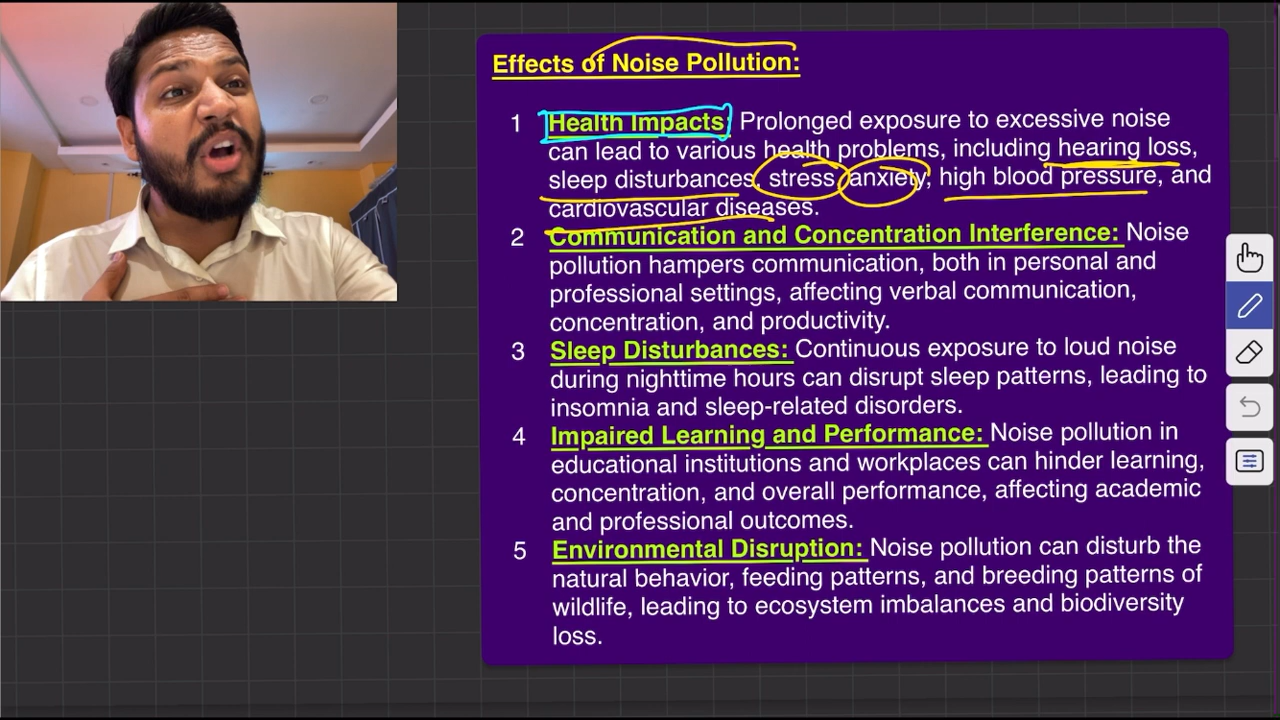 Effects of Noise Pollution:
1 Health Impacts: Prolonged exposure to excessive noise
can lead to various health problems, including hearing loss,
sleep disturbances, stress, anxiety, high blood pressure, and
cardiovascular diseases.
2 Communication and Concentration Interference: Noise
pollution hampers communication, both in personal and
professional settings, affecting verbal communication,
concentration, and productivity.
3 Sleep Disturbances: Continuous exposure to loud noise
during nighttime hours can disrupt sleep patterns, leading to
insomnia and sleep-related disorders.
4 Impaired Learning and Performance: Noise pollution in
educational institutions and workplaces can hinder learning,
concentration, and overall performance, affecting academic
and professional outcomes.
5 Environmental Disruption: Noise pollution can disturb the
natural behavior, feeding patterns, and breeding patterns of
wildlife, leading to ecosystem imbalances and biodiversity
loss.